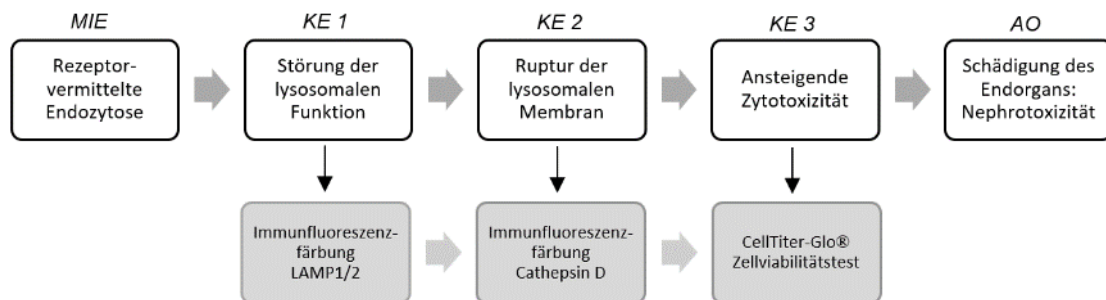 MIE
KE 1
KE 2
KE 3
AO
Rezeptor-
vermittelte
Endozytose
Störung der
lysosomalen
Funktion
Ruptur der
lysosomalen
Membran
Ansteigende
Zytotoxizität
Schädigung des
Endorgans:
Nephrotoxizität
Immunfluoreszenz-
färbung
LAMP1/2
Immunfluoreszenz-
färbung
Cathepsin D
CellTiter-Glo®
Zellviabilitätstest